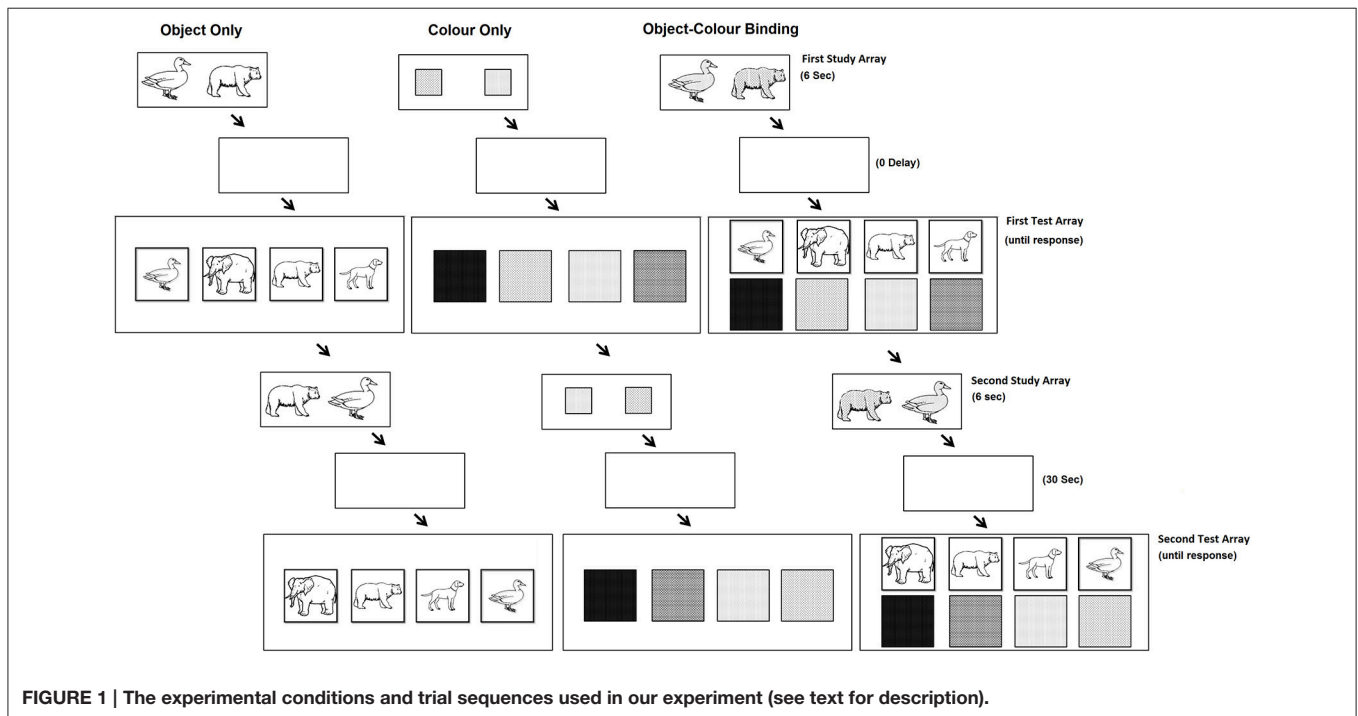 Object Only
Colour Only
Object-Colour Binding
First Study Array
(6 Sec)
(0 Delay)
First Test Array
(until response)
Second Study Array
(6 sec)
(30 Sec)
Second Test Array
(until response)
FIGURE 1 | The experimental conditions and trial sequences used in our experiment (see text for description).